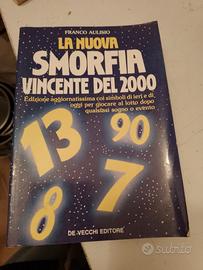 FRANCO AULISIO
LA NUOVA
SMORFIA
VINCENTE DEL 2000
Edizione aggiornatissima coi simboli di ieri e di
oggi per giocare al lotto dopo
qualsiasi sogno o evento
13
90
8
7
DE VECCHI EDITORE
subito